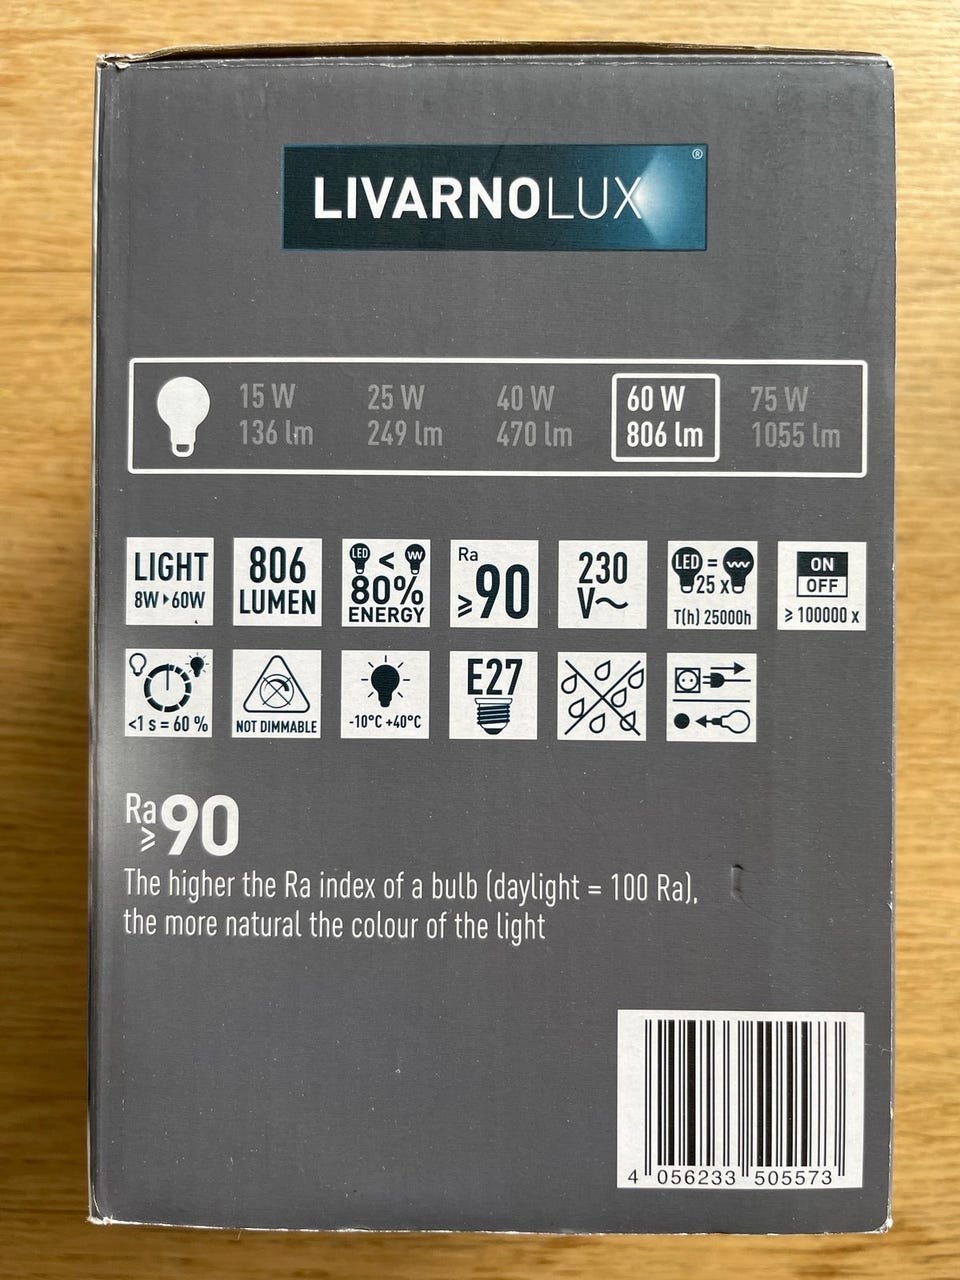 LIVARNOLUX®
15 W 25 W 40 W 60 W 75 W
136 lm 249 lm 470 lm 806 lm 1055 lm
LIGHT
8W▸60W
806
LUMEN
LED <
80%
ENERGY
Ra
≥90
230
V~
LED =
25 x
T(h) 25000h
ON
OFF
≥ 100000 x
<1 s = 60 %
NOT DIMMABLE
-10°C +40°C
E27
Ra
≥90
The higher the Ra index of a bulb (daylight = 100 Ra),
the more natural the colour of the light
4 056233 505573